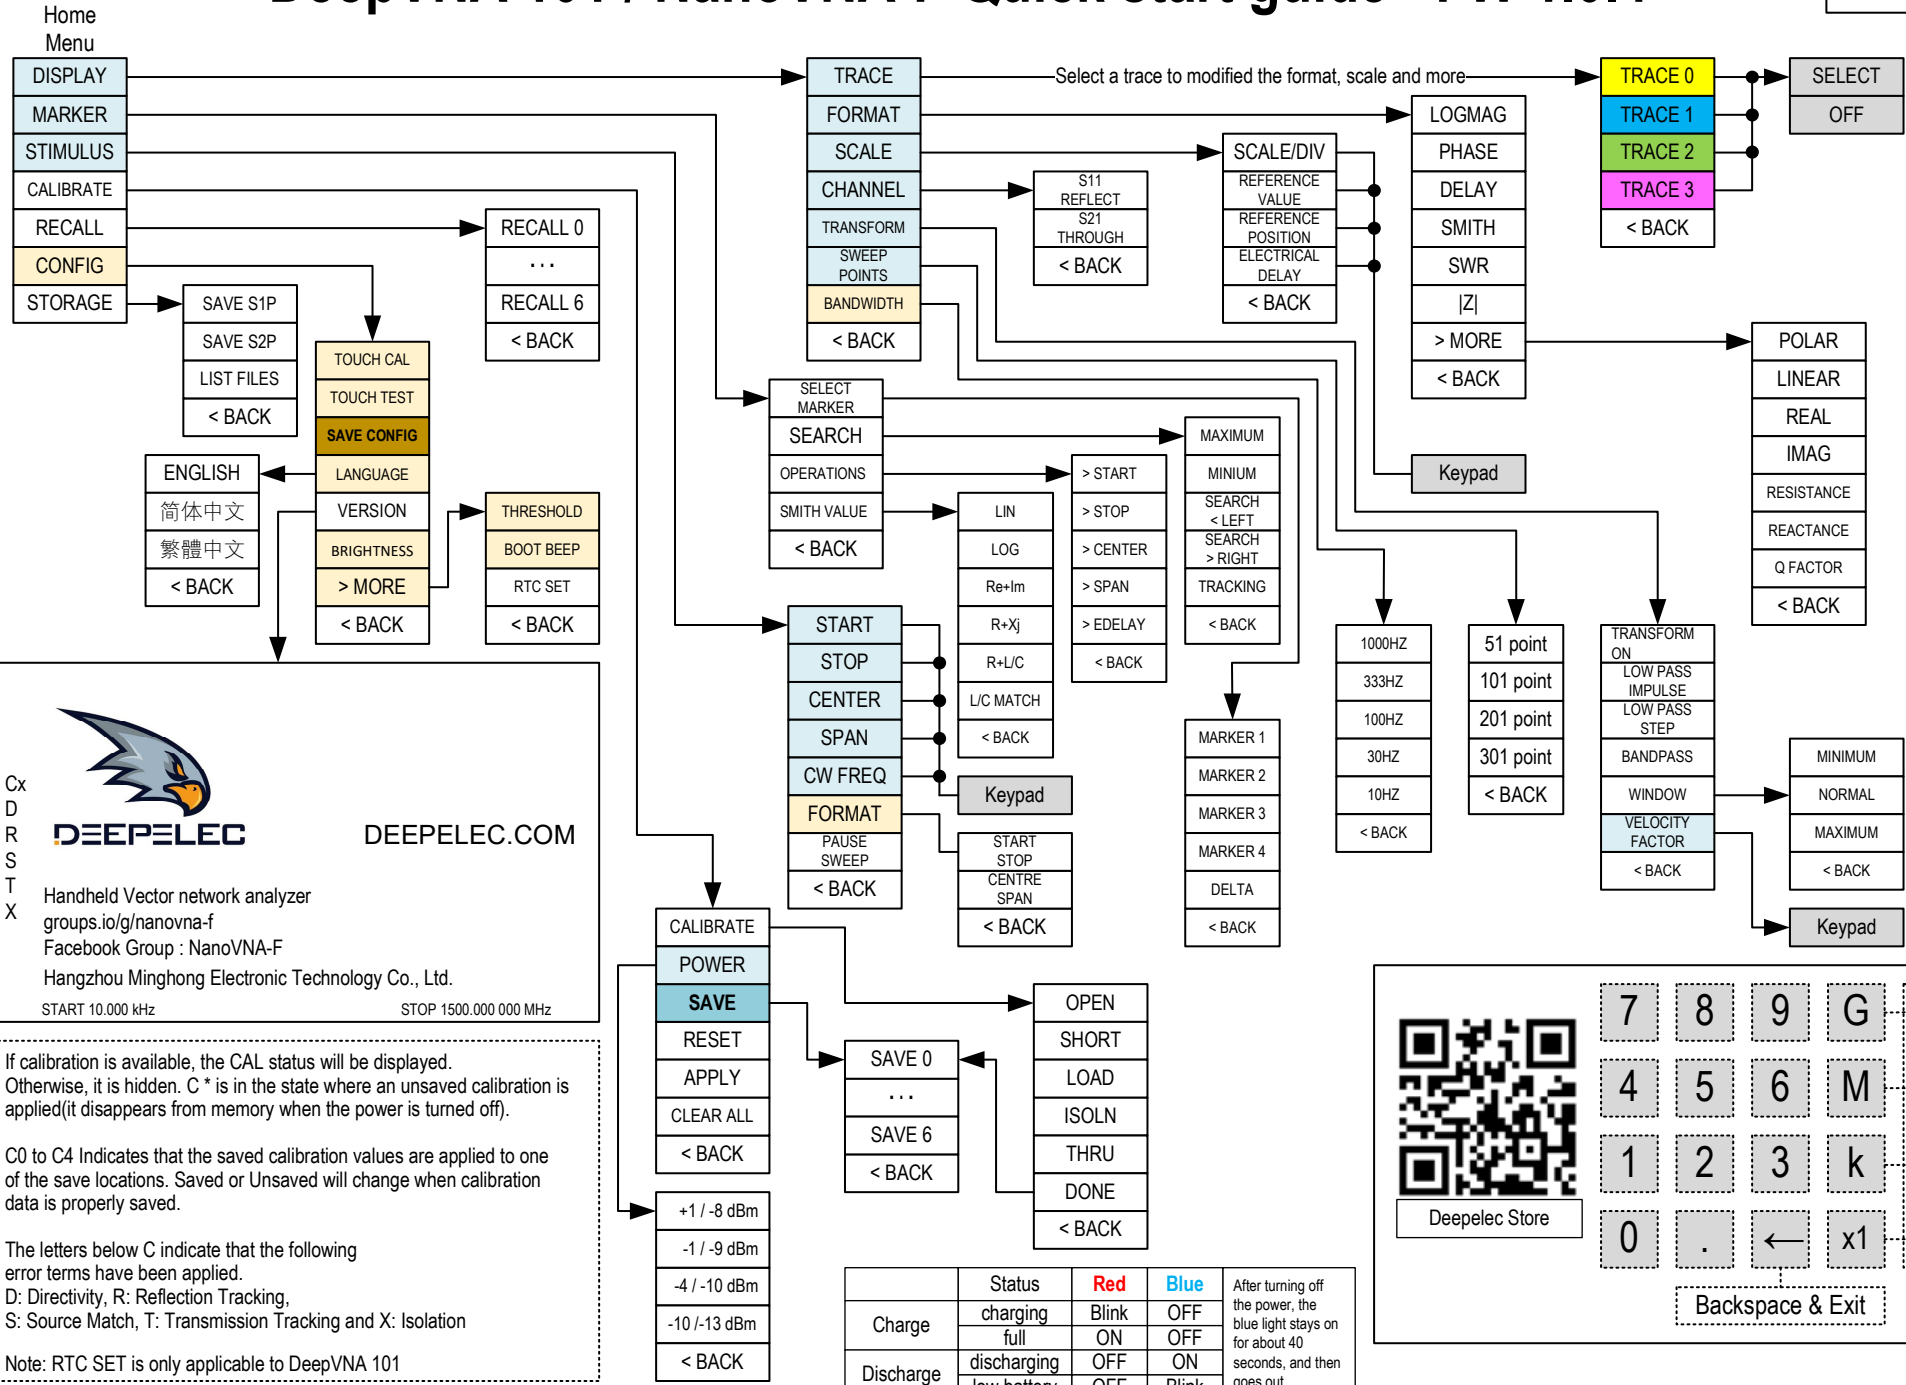 DeepVNA 101 / NanoVNA-F Quick start guide
Home
Menu
DISPLAY
MARKER
STIMULUS
CALIBRATE
RECALL
CONFIG
STORAGE
SAVE S1P
SAVE S2P
LIST FILES
< BACK
RECALL 0
...
RECALL 6
< BACK
TOUCH CAL
TOUCH TEST
SAVE CONFIG
LANGUAGE
VERSION
BRIGHTNESS
> MORE
< BACK
ENGLISH
简体中文
繁體中文
< BACK
THRESHOLD
BOOT BEEP
RTC SET
< BACK
TRACE
FORMAT
SCALE
CHANNEL
TRANSFORM
SWEEP
POINTS
BANDWIDTH
< BACK
Select a trace to modified the format, scale and more
TRACE 0
TRACE 1
TRACE 2
TRACE 3
< BACK
SELECT
OFF
S11
REFLECT
S21
THROUGH
< BACK
SCALE/DIV
REFERENCE
VALUE
REFERENCE
POSITION
ELECTRICAL
DELAY
< BACK
LOGMAG
PHASE
DELAY
SMITH
SWR
|Z|
> MORE
< BACK
POLAR
LINEAR
REAL
IMAG
RESISTANCE
REACTANCE
Q FACTOR
< BACK
Keypad
SELECT
MARKER
SEARCH
OPERATIONS
SMITH VALUE
< BACK
MAXIMUM
MINIUM
SEARCH
< LEFT
SEARCH
> RIGHT
TRACKING
< BACK
> START
> STOP
> CENTER
> SPAN
> EDELAY
< BACK
LIN
LOG
Re+Im
R+Xj
R+L/C
L/C MATCH
< BACK
START
STOP
CENTER
SPAN
CW FREQ
FORMAT
PAUSE
SWEEP
< BACK
Keypad
START
STOP
CENTRE
SPAN
< BACK
MARKER 1
MARKER 2
MARKER 3
MARKER 4
DELTA
< BACK
1000HZ
333HZ
100HZ
30HZ
10HZ
< BACK
51 point
101 point
201 point
301 point
< BACK
TRANSFORM
ON
LOW PASS
IMPULSE
LOW PASS
STEP
BANDPASS
WINDOW
VELOCITY
FACTOR
< BACK
MINIMUM
NORMAL
MAXIMUM
< BACK
Keypad
Cx
D
R
S
T
X
DEEPELEC
DEEPELEC.COM
Handheld Vector network analyzer
groups.io/g/nanovna-f
Facebook Group : NanoVNA-F
Hangzhou Minghong Electronic Technology Co., Ltd.
START 10.000 kHz
STOP 1500.000 000 MHz
If calibration is available, the CAL status will be displayed.
Otherwise, it is hidden. C * is in the state where an unsaved calibration is
applied(it disappears from memory when the power is turned off).
C0 to C4 Indicates that the saved calibration values are applied to one
of the save locations. Saved or Unsaved will change when calibration
data is properly saved.
The letters below C indicate that the following
error terms have been applied.
D: Directivity, R: Reflection Tracking,
S: Source Match, T: Transmission Tracking and X: Isolation
Note: RTC SET is only applicable to DeepVNA 101
CALIBRATE
POWER
SAVE
RESET
APPLY
CLEAR ALL
< BACK
+1 / -8 dBm
-1 / -9 dBm
-4 / -10 dBm
-10 /-13 dBm
< BACK
SAVE 0
...
SAVE 6
< BACK
OPEN
SHORT
LOAD
ISOLN
THRU
DONE
< BACK
Status Red Blue
Charge
charging Blink OFF
full ON OFF
Discharge
discharging OFF ON
low battery OFF Blink
After turning off
the power, the
blue light stays on
for about 40
seconds, and then
goes out
Deepelec Store
7 8 9 G
4 5 6 M
1 2 3 k
0 . ← x1
Backspace & Exit